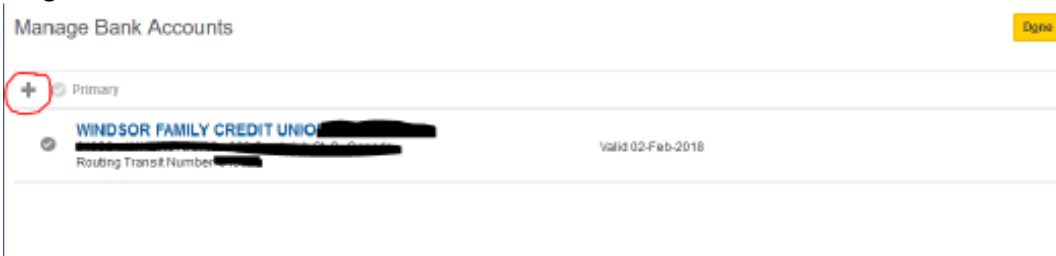 Manage Bank Accounts
Done
Primary
WINDSOR FAMILY CREDIT UNIO
Valid 02-Feb-2018
Routing Transit Number